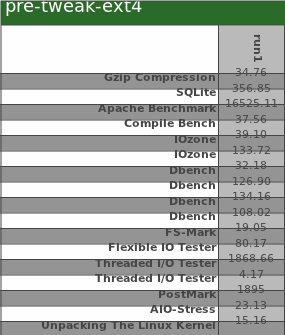 pre-tweak-ext4
run1
Gzip Compression 34.76
SQLite 356.85
Apache Benchmark 16525.11
Compile Bench 37.56
IOzone 39.10
IOzone 133.72
Dbench 32.18
Dbench 126.90
Dbench 134.16
Dbench 108.02
FS-Mark 19.05
Flexible IO Tester 80.17
Threaded I/O Tester 1868.66
Threaded I/O Tester 4.17
PostMark 1895
AIO-Stress 23.13
Unpacking The Linux Kernel 15.16